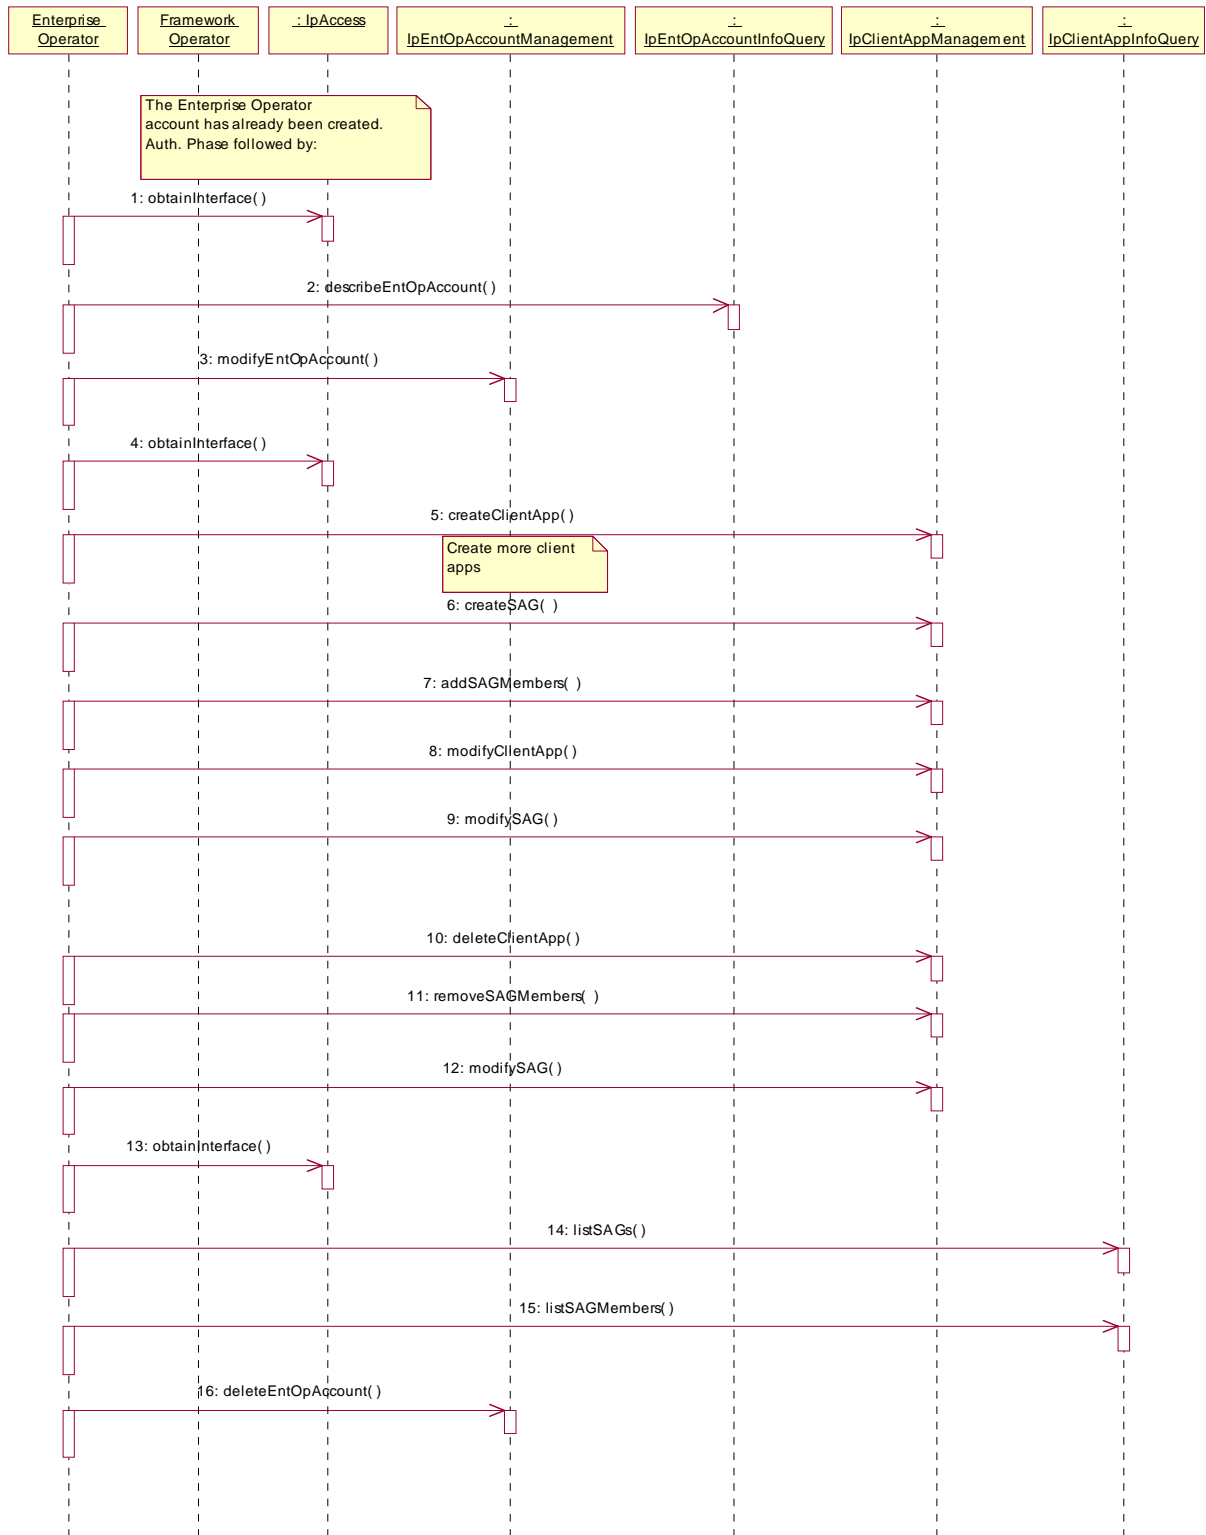 Enterprise
Operator
Framework
Operator
: IpAccess
:
IpEntOpAccountManagement
:
IpEntOpAccountInfoQuery
:
IpClientAppManagement
:
IpClientAppInfoQuery
The Enterprise Operator
account has already been created.
Auth. Phase followed by:
1: obtainInterface( )
2: describeEntOpAccount( )
3: modifyEntOpAccount( )
4: obtainInterface( )
5: createClientApp( )
Create more client
apps
6: createSAG( )
7: addSAGMembers( )
8: modifyClientApp( )
9: modifySAG( )
10: deleteClientApp( )
11: removeSAGMembers( )
12: modifySAG( )
13: obtainInterface( )
14: listSAGs( )
15: listSAGMembers( )
16: deleteEntOpAccount( )